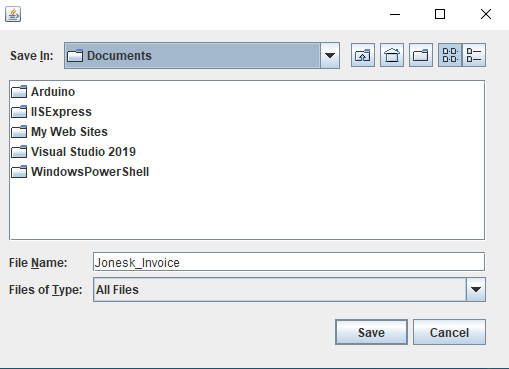 Save In: Documents
Arduino
IISExpress
My Web Sites
Visual Studio 2019
WindowsPowerShell
File Name: Jonesk_Invoice
Files of Type: All Files
Save Cancel